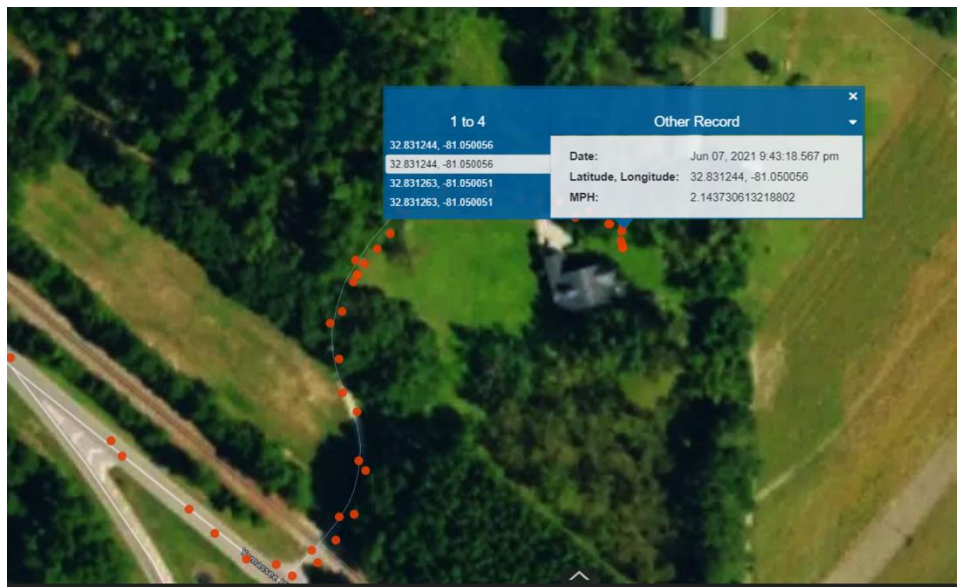 ×
1 to 4
Other Record
32.831244, -81.050056
32.831244, -81.050056
32.831263, -81.050051
32.831263, -81.050051
Date: Jun 07, 2021 9:43:18.567 pm
Latitude, Longitude: 32.831244, -81.050056
MPH: 2.143730613218802
Yemassee